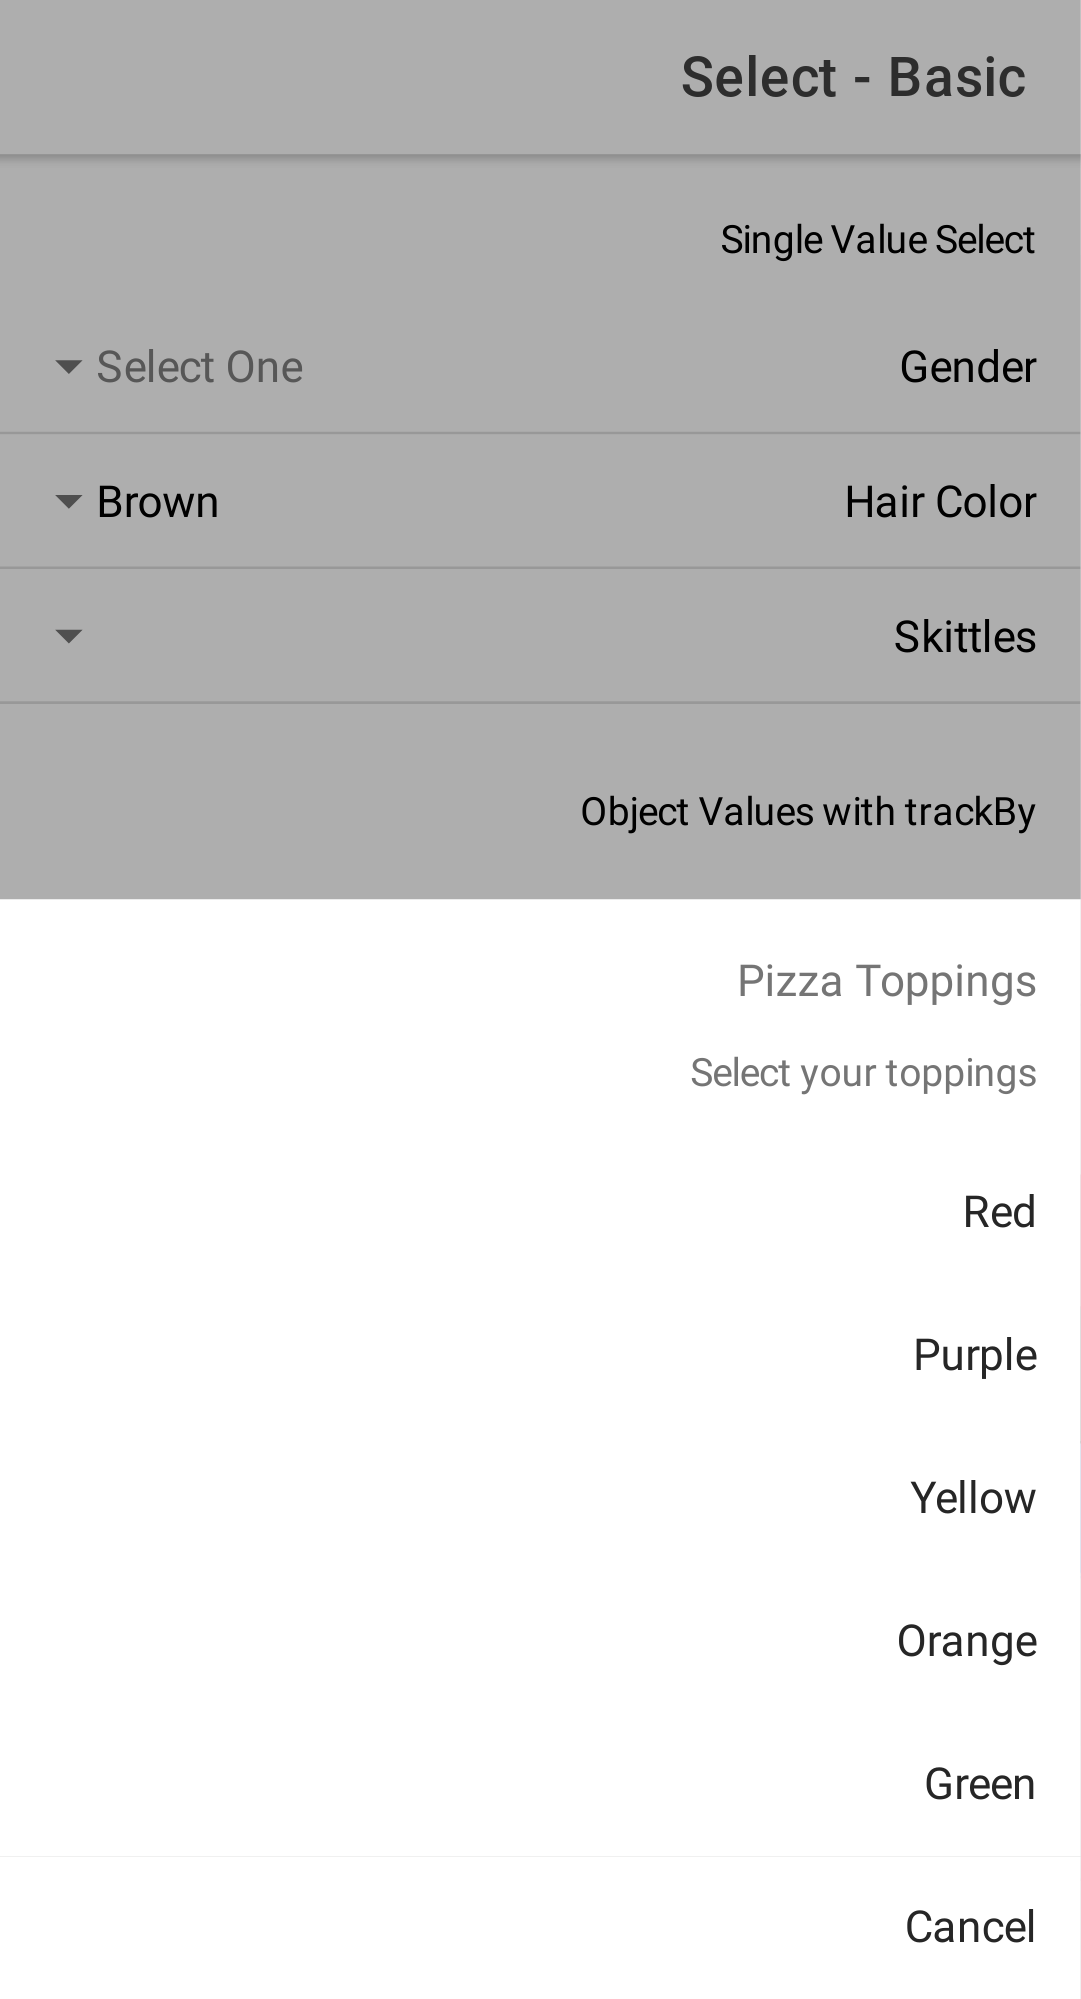 Select - Basic
Single Value Select
Gender
Select One
Hair Color
Brown
Skittles
Object Values with trackBy
Pizza Toppings
Select your toppings
Red
Purple
Yellow
Orange
Green
Cancel